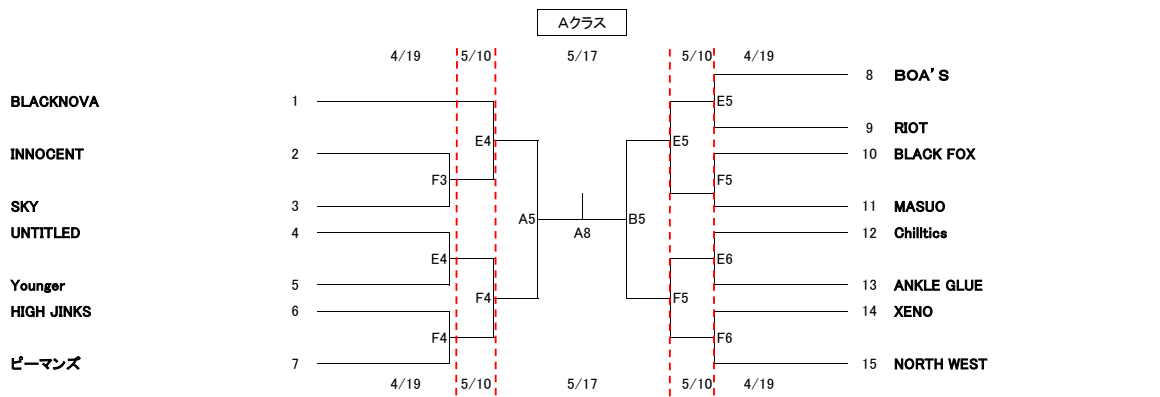 Aクラス
4/19 5/10 5/17 5/10 4/19
8 BOA'S
BLACKNOVA 1 E5
9 RIOT
E4 E5
INNOCENT 2 10 BLACK FOX
F3 F5
SKY 3 11 MASUO
A5 B5
UNTITLED 4 A8 12 Chilltics
E4 E6
Younger 5 13 ANKLE GLUE
F4 F5
HIGH JINKS 6 14 XENO
F4 F6
ピーマンズ 7 15 NORTH WEST
4/19 5/10 5/17 5/10 4/19